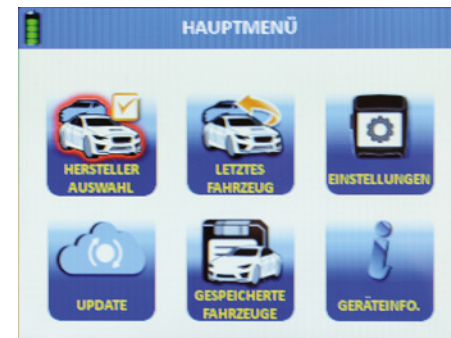 HAUPTMENÜ
HERSTELLER
AUSWAHL
LETZTES
FAHRZEUG
EINSTELLUNGEN
UPDATE
GESPEICHERTE
FAHRZEUGE
GERÄTEINFO.